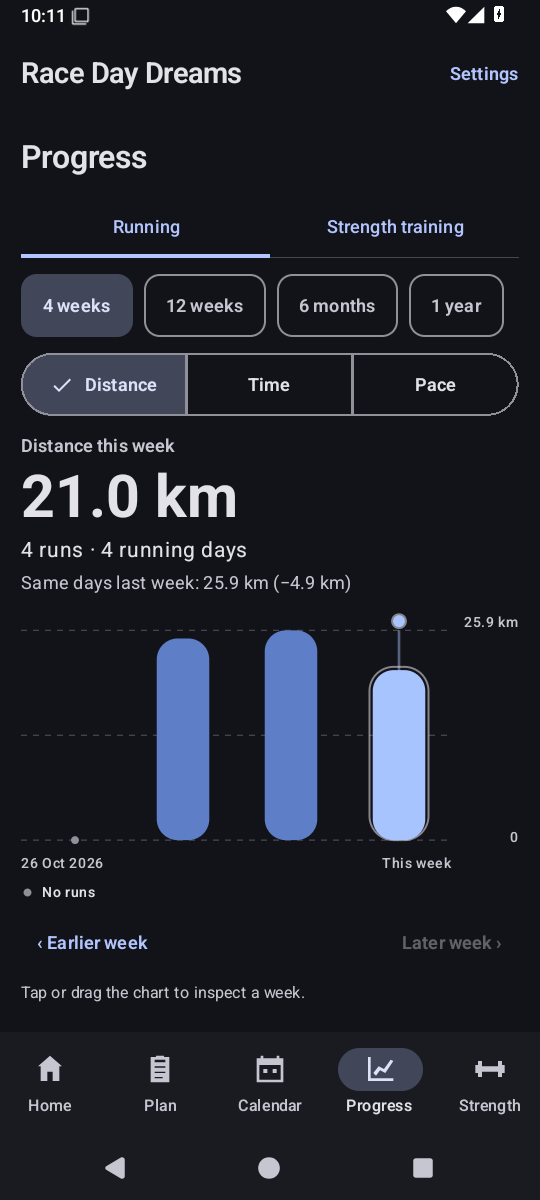 10:11
Race Day Dreams
Settings
Progress
Running
Strength training
4 weeks
12 weeks
6 months
1 year
Distance
Time
Pace
Distance this week
21.0 km
4 runs · 4 running days
Same days last week: 25.9 km (−4.9 km)
25.9 km
0
26 Oct 2026
This week
No runs
‹ Earlier week
Later week ›
Tap or drag the chart to inspect a week.
Home
Plan
Calendar
Progress
Strength